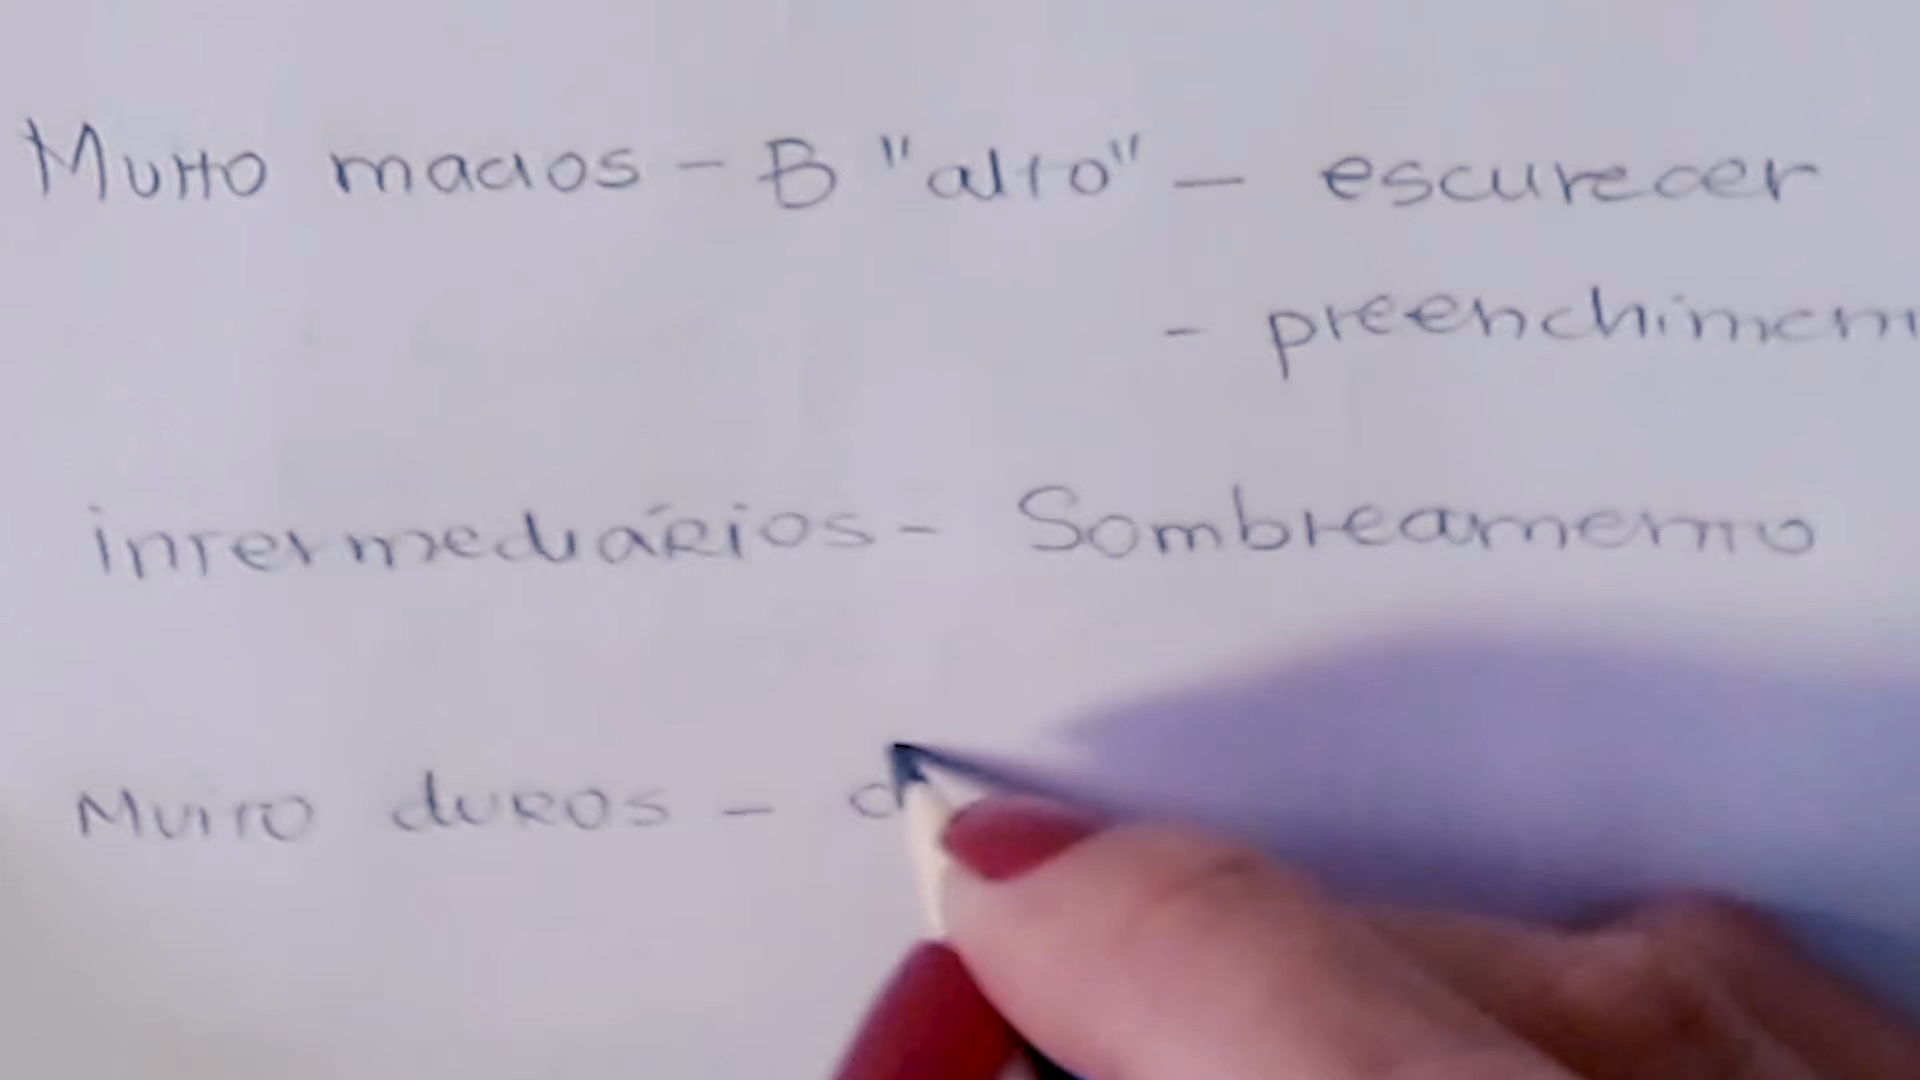 Muito macios - B "alto" - escurecer
- preenchimen
intermediários - Sombreamento
Muito duros - d